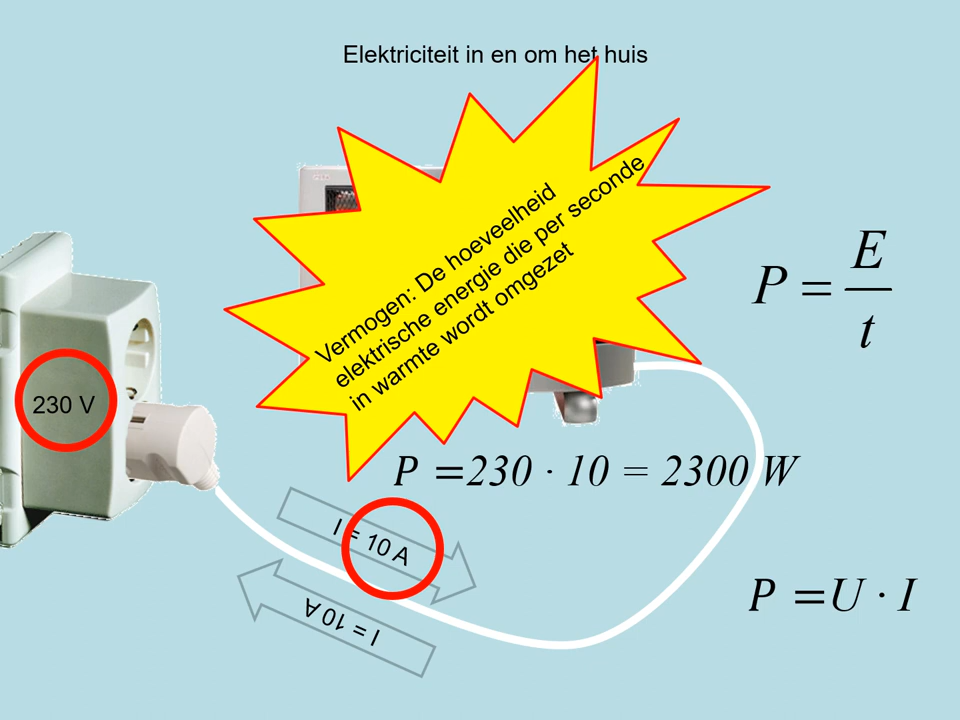 Elektriciteit in en om het huis
Vermogen: De hoeveelheid
elektrische energie die per seconde
in warmte wordt omgezet
P = E / t
230 V
P = 230 · 10 = 2300 W
I = 10 A
I = 10 A
P = U · I